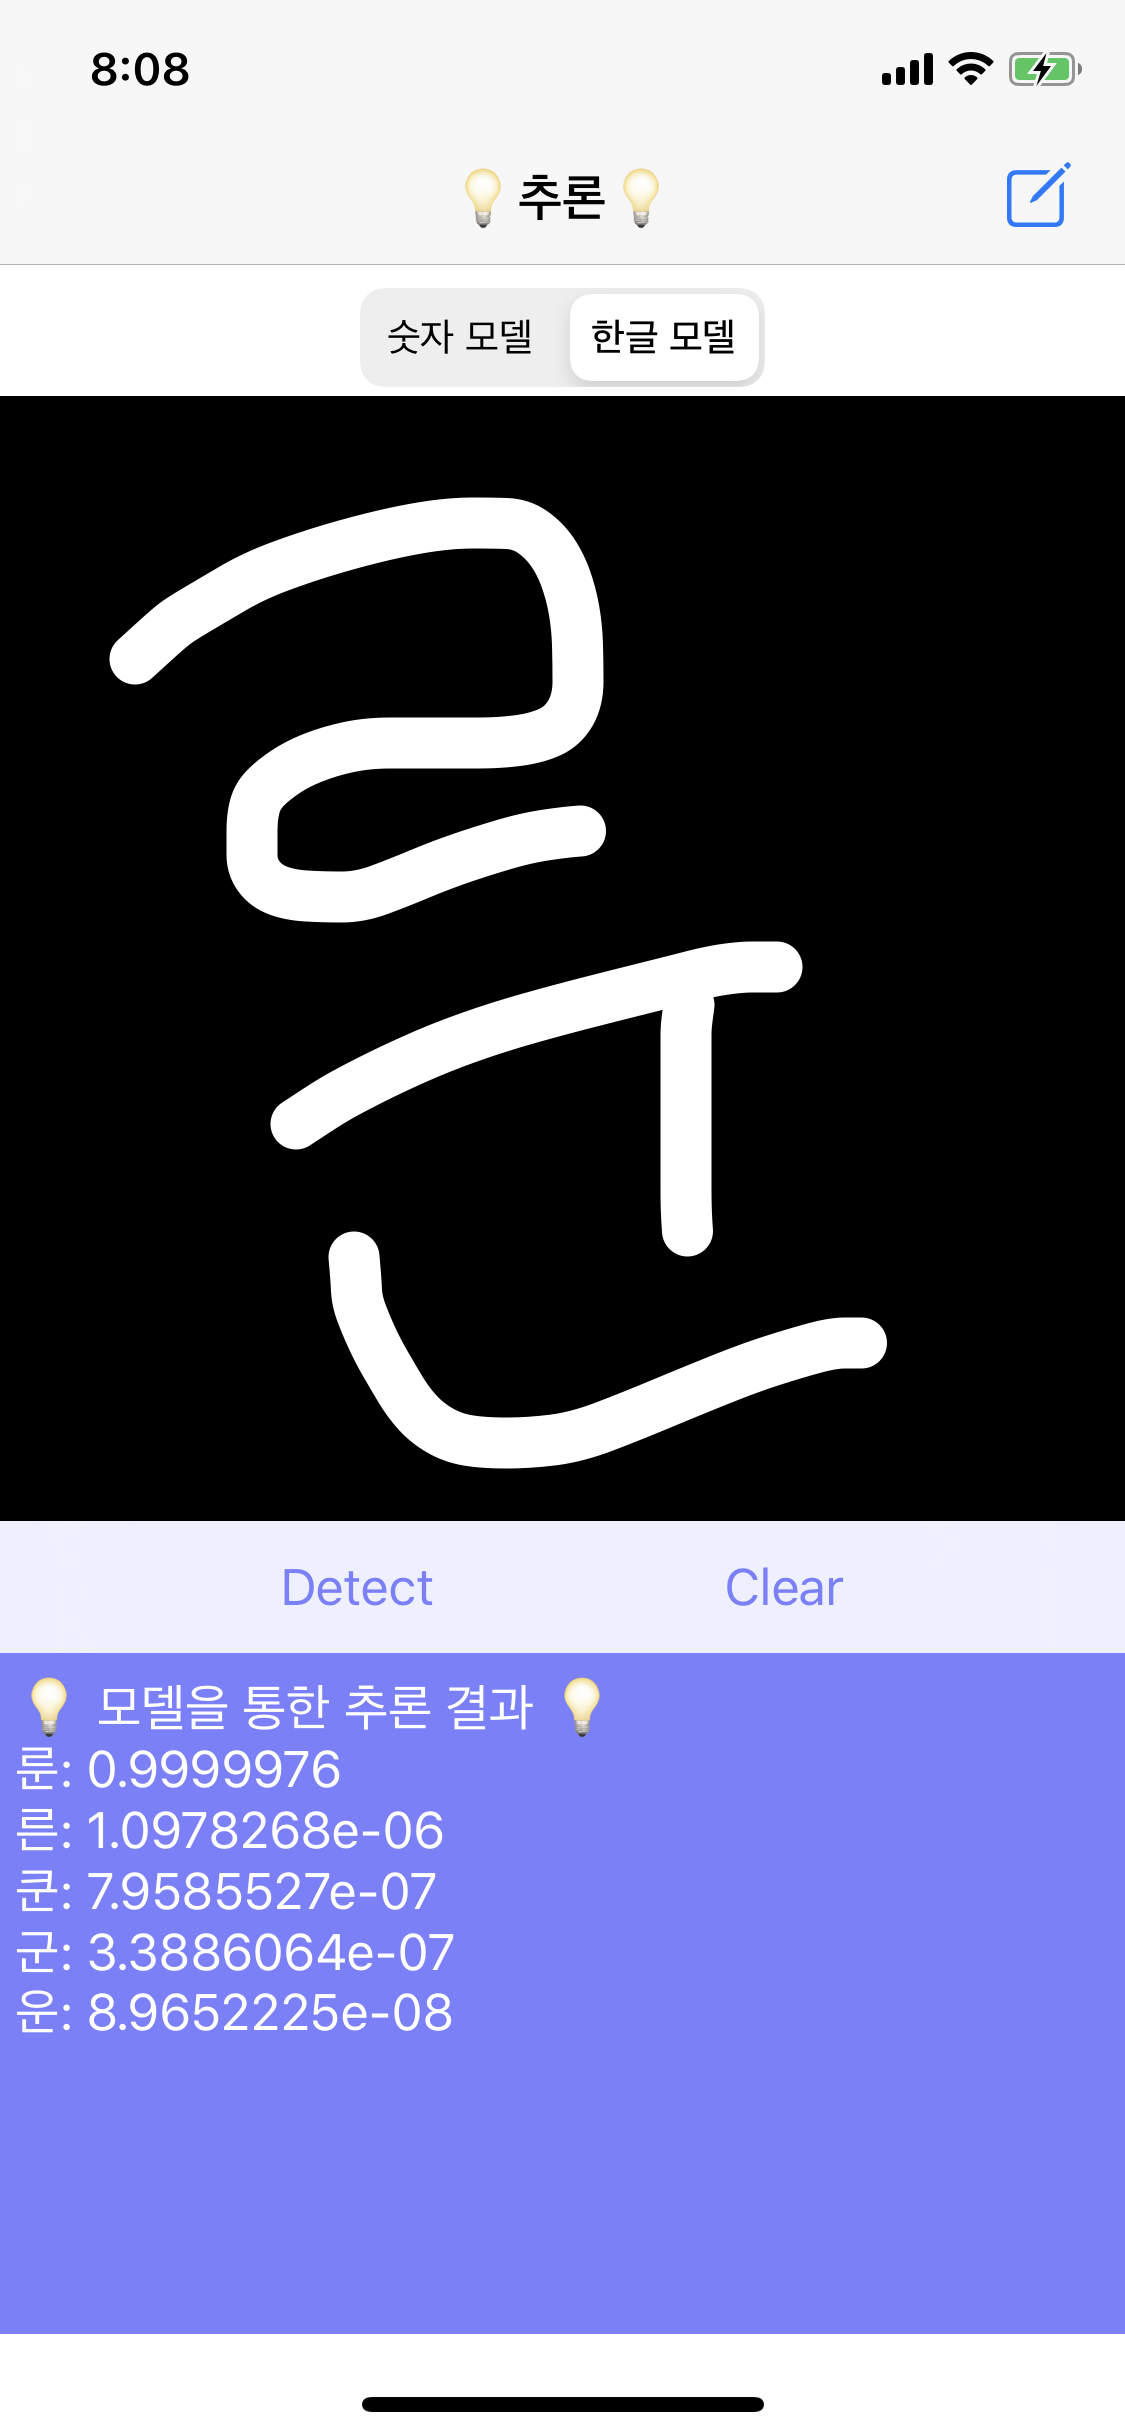 8:08
💡 추론 💡
숫자 모델 한글 모델
룬
Detect Clear
💡 모델을 통한 추론 결과 💡
룬: 0.9999976
른: 1.0978268e-06
쿤: 7.9585527e-07
군: 3.3886064e-07
운: 8.9652225e-08